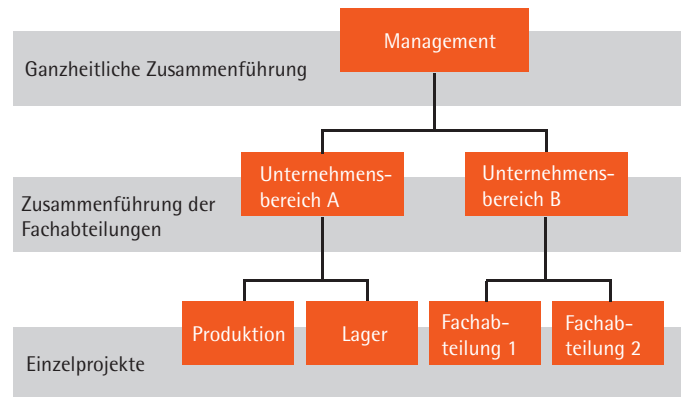 Management
Ganzheitliche Zusammenführung
Unternehmens-
bereich A
Unternehmens-
bereich B
Zusammenführung der
Fachabteilungen
Produktion
Lager
Fachab-
teilung 1
Fachab-
teilung 2
Einzelprojekte